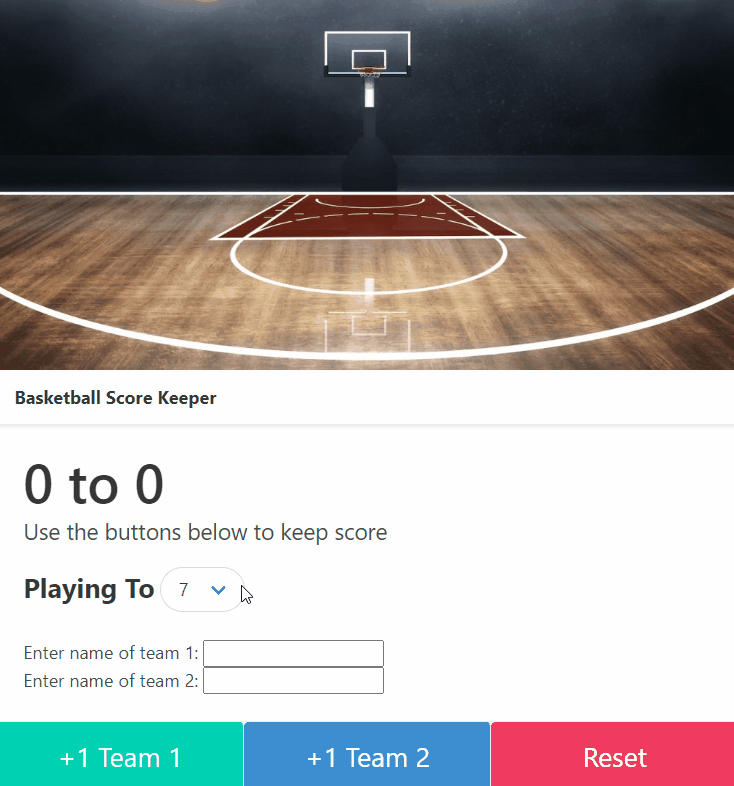 Basketball Score Keeper
0 to 0
Use the buttons below to keep score
Playing To 7
Enter name of team 1:
Enter name of team 2:
+1 Team 1 +1 Team 2 Reset